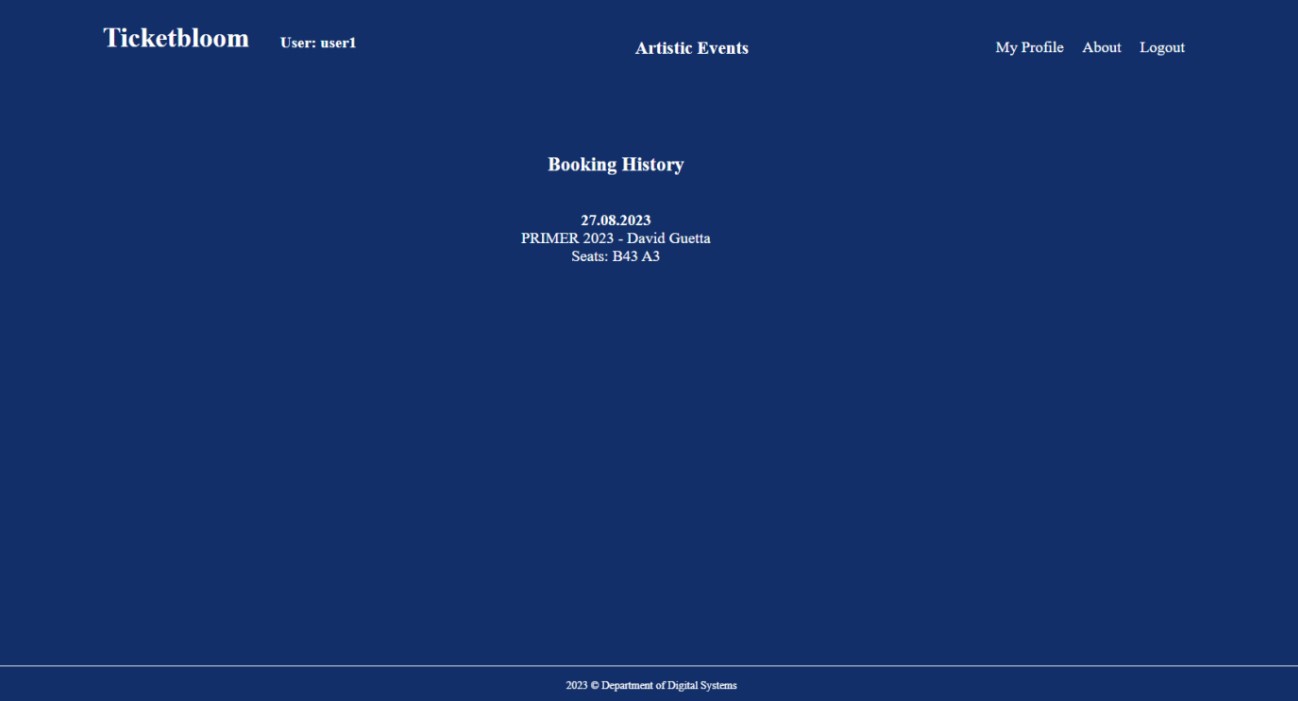 Ticketbloom
User: user1
Artistic Events
My Profile
About
Logout
Booking History
27.08.2023
PRIMER 2023 - David Guetta
Seats: B43 A3
2023 © Department of Digital Systems